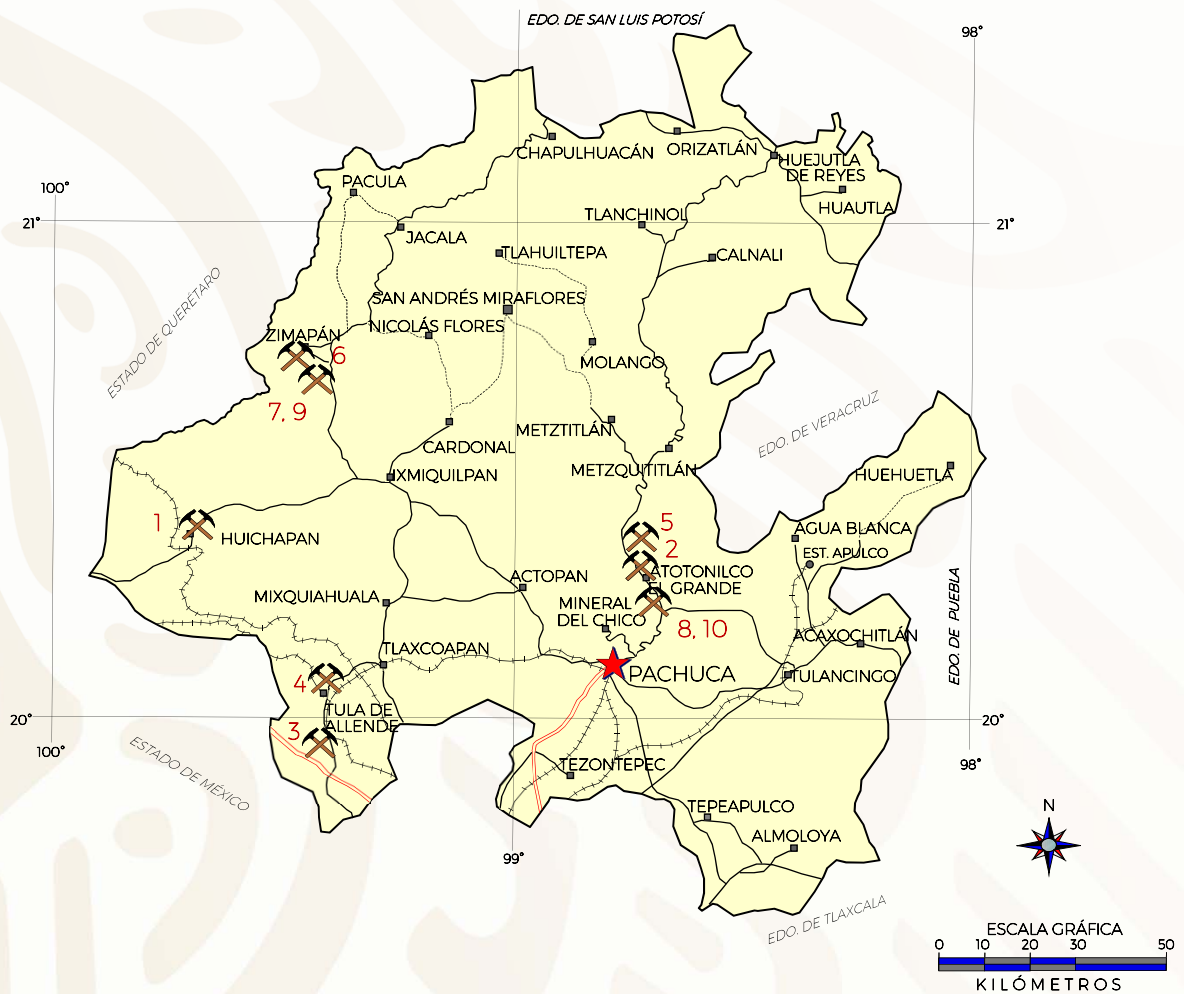 EDO. DE SAN LUIS POTOSÍ
98°
CHAPULHUACÁN
ORIZATLÁN
HUEJUTLA
DE REYES
PACULA
100°
HUAUTLA
21°
TLANCHINOL
21°
JACALA
TLAHUILTEPA
CALNALI
ESTADO DE QUERÉTARO
SAN ANDRÉS MIRAFLORES
NICOLÁS FLORES
ZIMAPÁN
6
MOLANGO
7, 9
EDO. DE VERACRUZ
METZTITLÁN
CARDONAL
METZQUITITLÁN
IXMIQUILPAN
HUEHUETLA
1
HUICHAPAN
5
AGUA BLANCA
2
EST. APULCO
ATOTONILCO
EL GRANDE
ACTOPAN
MIXQUIAHUALA
MINERAL
DEL CHICO
EDO. DE PUEBLA
8, 10
ACAXOCHITLÁN
TLAXCOAPAN
PACHUCA
TULANCINGO
4
TULA DE
ALLENDE
20°
20°
3
100°
98°
ESTADO DE MÉXICO
TEZONTEPEC
TEPEAPULCO
N
ALMOLOYA
99°
EDO. DE TLAXCALA
ESCALA GRÁFICA
0 10 20 30 50
KILÓMETROS